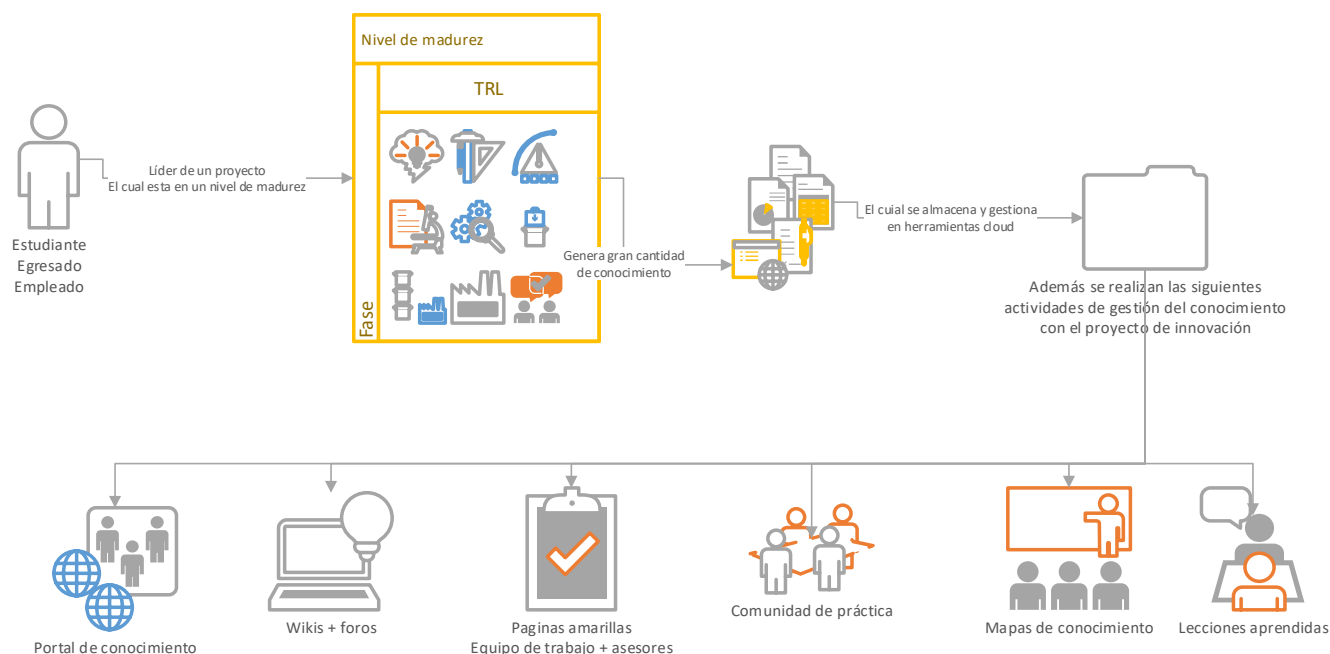 Nivel de madurez
TRL
Fase
Líder de un proyecto
El cual esta en un nivel de madurez
Estudiante
Egresado
Empleado
Genera gran cantidad
de conocimiento
El cuial se almacena y gestiona
en herramientas cloud
Además se realizan las siguientes
actividades de gestión del conocimiento
con el proyecto de innovación
Portal de conocimiento
Wikis + foros
Paginas amarillas
Equipo de trabajo + asesores
Comunidad de práctica
Mapas de conocimiento
Lecciones aprendidas